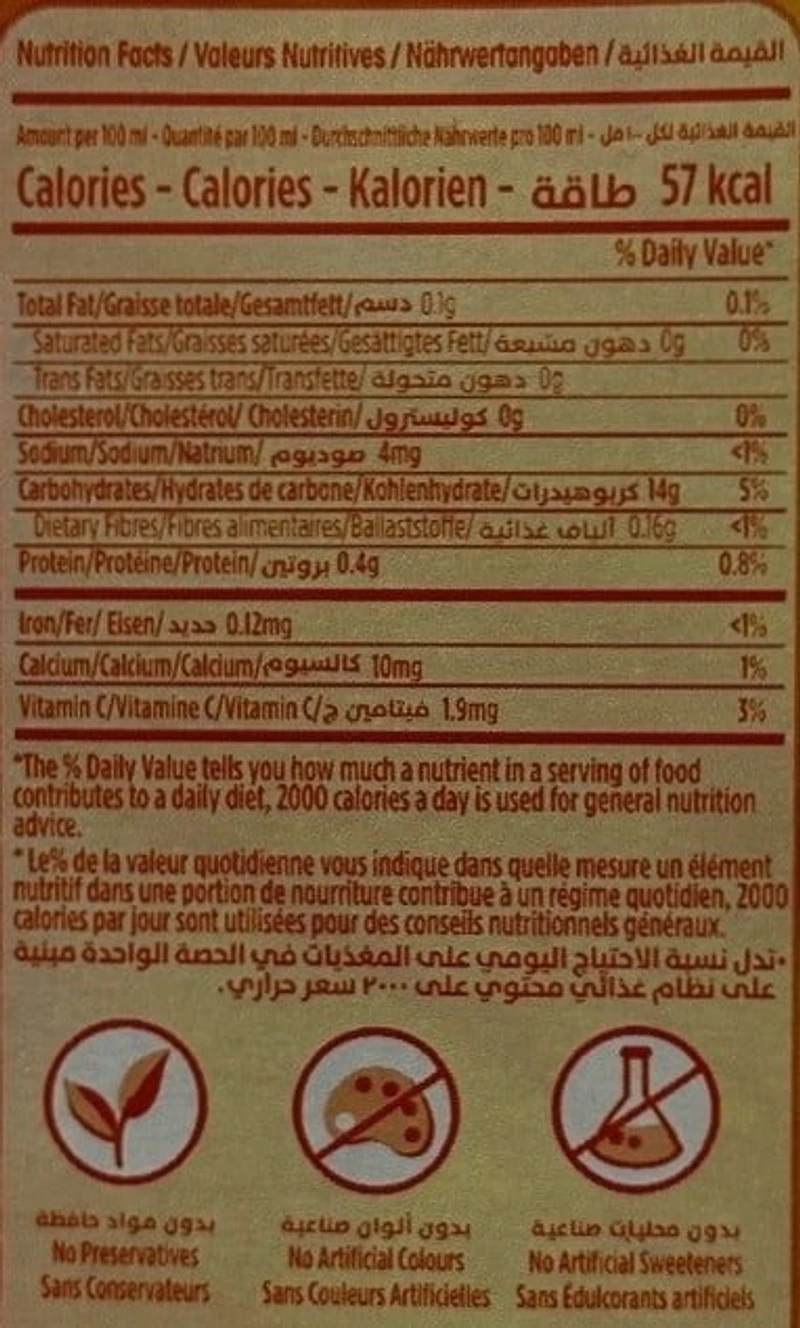 Nutrition Facts / Valeurs Nutritives / Nährwertangaben / القيمة الغذائية
Amount per 100 ml - Quantité par 100 ml - Durchschnittliche Nährwerte pro 100 ml - القيمة الغذائية لكل ١٠٠ مل
Calories - Calories - Kalorien - طاقة 57 kcal
% Daily Value*
Total Fat/Graisse totale/Gesamtfett/دسم 0.1g 0.1%
Saturated Fats/Graisses saturées/Gesättigtes Fett/دهون مشبعة 0g 0%
Trans Fats/Graisses trans/Transfette/دهون متحولة 0g
Cholesterol/Cholestérol/ Cholesterin/كوليسترول 0g 0%
Sodium/Sodium/Natrium/ صوديوم 4mg <1%
Carbohydrates/Hydrates de carbone/Kohlenhydrate/كربوهيدرات 14g 5%
Dietary Fibres/Fibres alimentaires/Ballaststoffe/ألياف غذائية 0.16g <1%
Protein/Protéine/Protein/بروتين 0.4g 0.8%
Iron/Fer/ Eisen/حديد 0.12mg <1%
Calcium/Calcium/Calcium/كالسيوم 10mg 1%
Vitamin C/Vitamine C/Vitamin C/فيتامين ج 1.9mg 3%
*The % Daily Value tells you how much a nutrient in a serving of food
contributes to a daily diet, 2000 calories a day is used for general nutrition
advice.
* Le% de la valeur quotidienne vous indique dans quelle mesure un élément
nutritif dans une portion de nourriture contribue à un régime quotidien, 2000
calories par jour sont utilisées pour des conseils nutritionnels généraux.
•تدل نسبة الاحتياج اليومي على المغذيات في الحصة الواحدة مبنية
على نظام غذائي محتوي على ٢٠٠٠ سعر حراري.
بدون مواد حافظة
No Preservatives
Sans Conservateurs
بدون ألوان صناعية
No Artificial Colours
Sans Couleurs Artificielles
بدون محليات صناعية
No Artificial Sweeteners
Sans Édulcorants artificiels